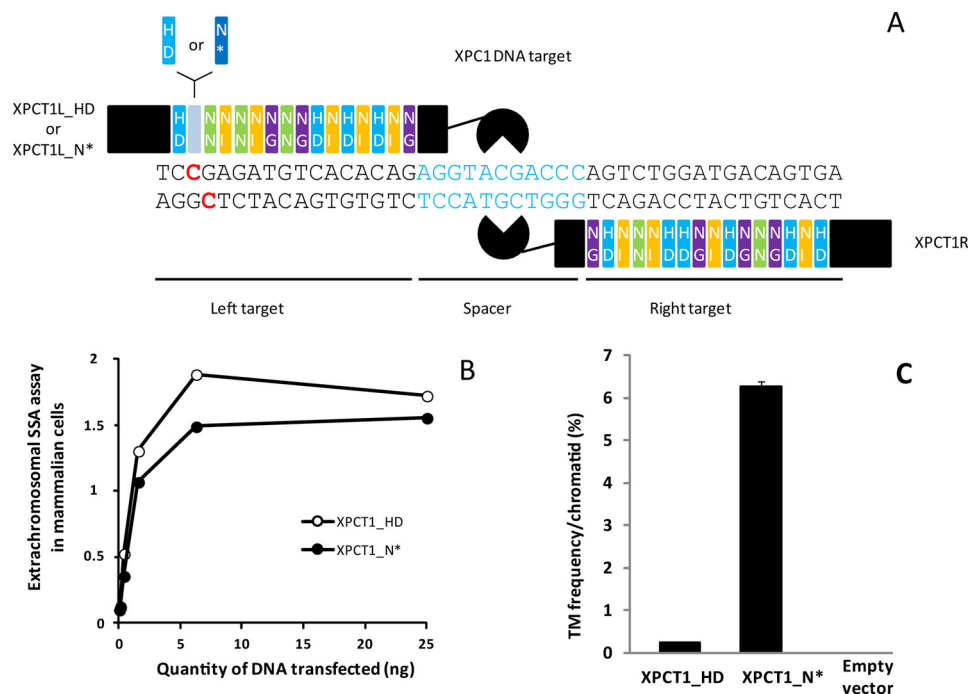 A
H
D
or
N
*
XPC1 DNA target
XPCT1L_HD
or
XPCT1L_N*
H N N N N N N N H N H N H N N
D N I N I G N G D I D I D I G
TCCGAGATGTCACACAGAGGTACGACCCAGTCTGGATGACAGTGA
AGGCTCTACAGTGTGTCTCCATGCTGGGTCAGACCTACTGTCACT
N H N N N H H N N H N N N H N H
G D I N I D D G I D G N G D I D
XPCT1R
Left target
Spacer
Right target
B
Extrachromosomal SSA assay
in mammalian cells
2
1.5
1
0.5
0
0 5 10 15 20 25
Quantity of DNA transfected (ng)
XPCT1_HD
XPCT1_N*
C
TM frequency/chromatid (%)
7
6
5
4
3
2
1
0
XPCT1_HD XPCT1_N* Empty
vector